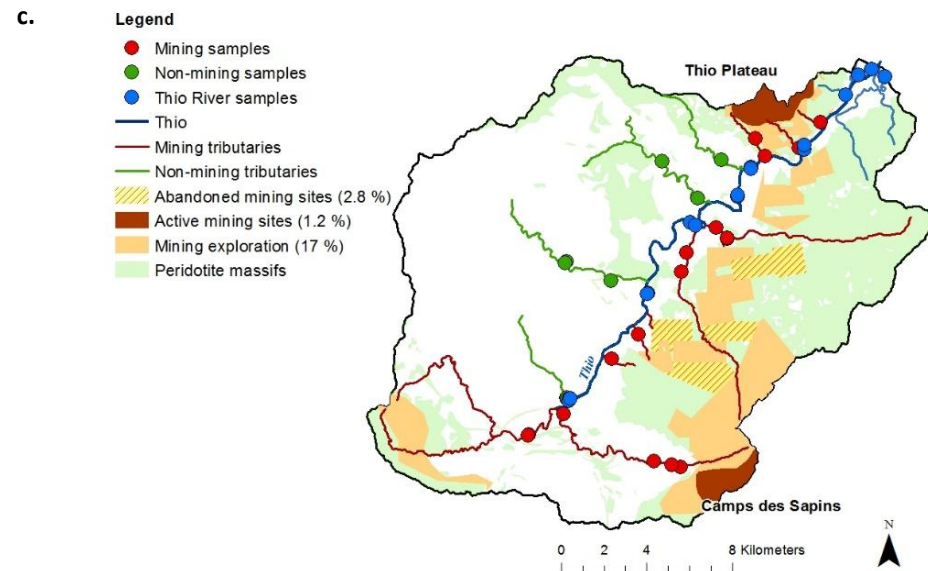 c.
Legend
Mining samples
Non-mining samples
Thio River samples
Thio
Mining tributaries
Non-mining tributaries
Abandoned mining sites (2.8 %)
Active mining sites (1.2 %)
Mining exploration (17 %)
Peridotite massifs
Thio Plateau
Thio
Camps des Sapins
N
0 2 4 8 Kilometers